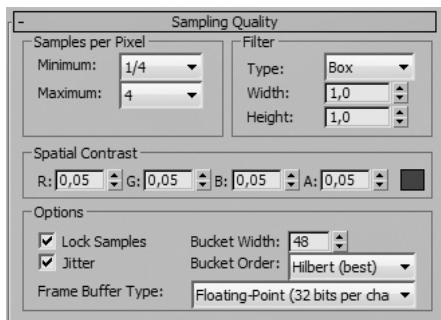 - Sampling Quality
Samples per Pixel
Minimum: 1/4
Maximum: 4
Filter
Type: Box
Width: 1,0
Height: 1,0
Spatial Contrast
R: 0,05 G: 0,05 B: 0,05 A: 0,05
Options
Lock Samples Bucket Width: 48
Jitter Bucket Order: Hilbert (best)
Frame Buffer Type: Floating-Point (32 bits per cha